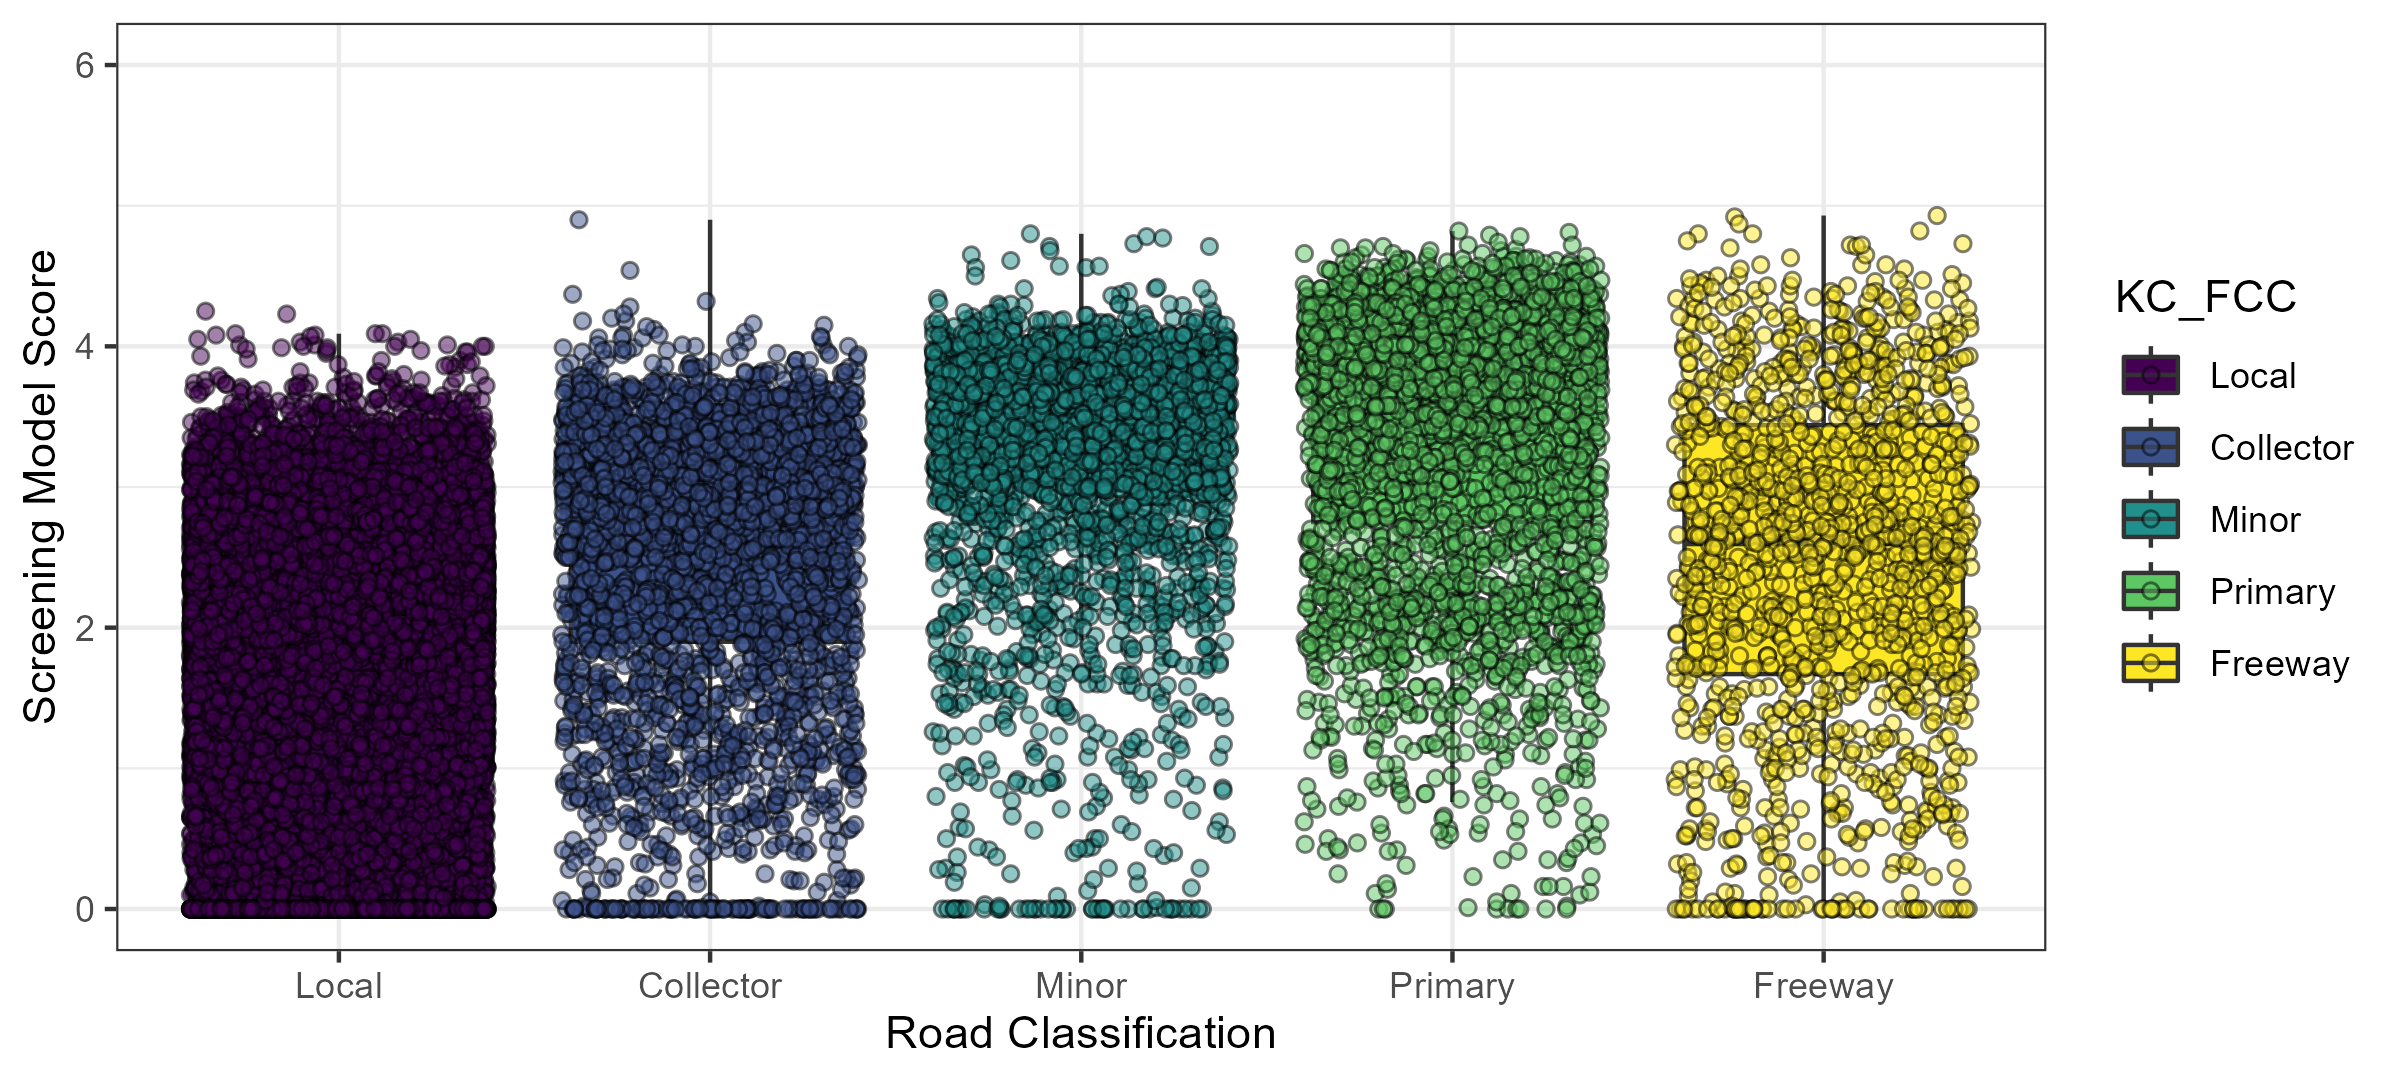 Screening Model Score
6
4
2
0
Local Collector Minor Primary Freeway
Road Classification
KC_FCC
Local
Collector
Minor
Primary
Freeway